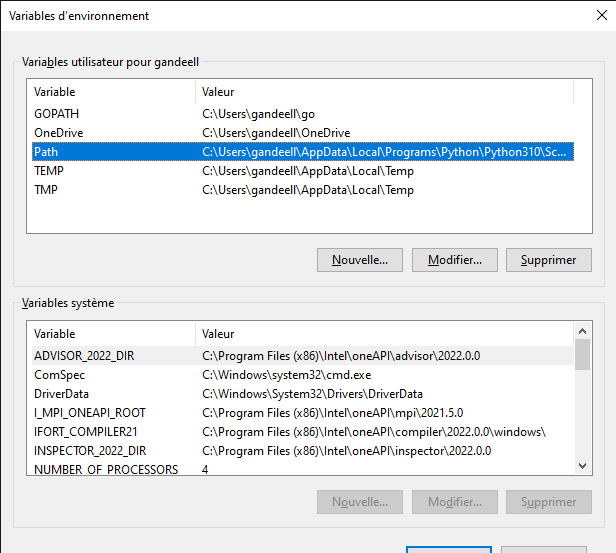 Variables d'environnement
Variables utilisateur pour gandeell
Variable Valeur
GOPATH C:\Users\gandeell\go
OneDrive C:\Users\gandeell\OneDrive
Path C:\Users\gandeell\AppData\Local\Programs\Python\Python310\Sc...
TEMP C:\Users\gandeell\AppData\Local\Temp
TMP C:\Users\gandeell\AppData\Local\Temp
Nouvelle... Modifier... Supprimer
Variables système
Variable Valeur
ADVISOR_2022_DIR C:\Program Files (x86)\Intel\oneAPI\advisor\2022.0.0
ComSpec C:\Windows\system32\cmd.exe
DriverData C:\Windows\System32\Drivers\DriverData
I_MPI_ONEAPI_ROOT C:\Program Files (x86)\Intel\oneAPI\mpi\2021.5.0
IFORT_COMPILER21 C:\Program Files (x86)\Intel\oneAPI\compiler\2022.0.0\windows\
INSPECTOR_2022_DIR C:\Program Files (x86)\Intel\oneAPI\inspector\2022.0.0
NUMBER_OF_PROCESSORS 4
Nouvelle... Modifier... Supprimer